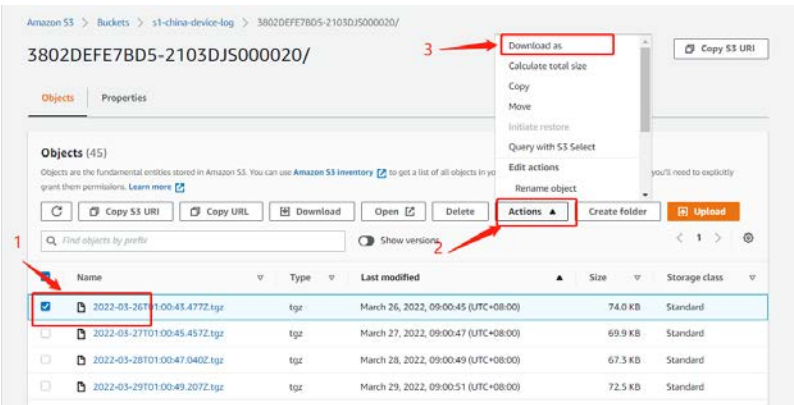 Amazon S3 > Buckets > s1-china-device-log > 3802DEFE7BD5-2103DJS000020/
3802DEFE7BD5-2103DJS000020/
3
Download as
Copy S3 URI
Calculate total size
Copy
Move
Initiate restore
Query with S3 Select
Edit actions
Rename object
Objects
Properties
Objects (45)
Objects are the fundamental entities stored in Amazon S3. You can use Amazon S3 inventory to get a list of all objects in yo
you'll need to explicitly
grant them permissions. Learn more
Copy S3 URI
Copy URL
Download
Open
Delete
Actions ▲
Create folder
Upload
1
Find objects by prefix
Show versions
2
< 1 >
Name Type Last modified Size Storage class
2022-03-26T01:00:43.477Z.tgz tgz March 26, 2022, 09:00:45 (UTC+08:00) 74.0 KB Standard
2022-03-27T01:00:45.457Z.tgz tgz March 27, 2022, 09:00:47 (UTC+08:00) 69.9 KB Standard
2022-03-28T01:00:47.040Z.tgz tgz March 28, 2022, 09:00:49 (UTC+08:00) 67.3 KB Standard
2022-03-29T01:00:49.207Z.tgz tgz March 29, 2022, 09:00:51 (UTC+08:00) 72.5 KB Standard